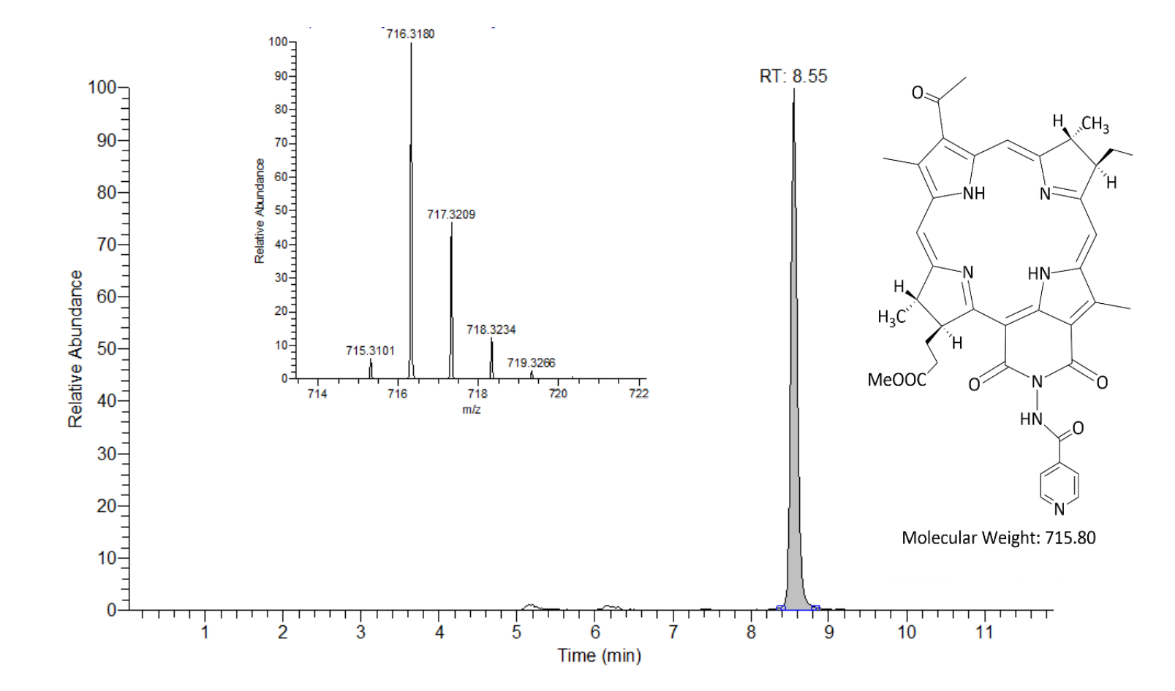 716.3180
100
90
80
70
60
50
40
30
20
10
0
Relative Abundance
717.3209
718.3234
715.3101
719.3266
714
716
718
720
722
m/z
RT: 8.55
100
90
80
70
60
50
40
30
20
10
0
Relative Abundance
1
2
3
4
5
6
7
8
9
10
11
Time (min)
O
H
CH3
H
NH
N
N
HN
H
H3C
H
MeOOC
O
N
O
HN
O
N
Molecular Weight: 715.80